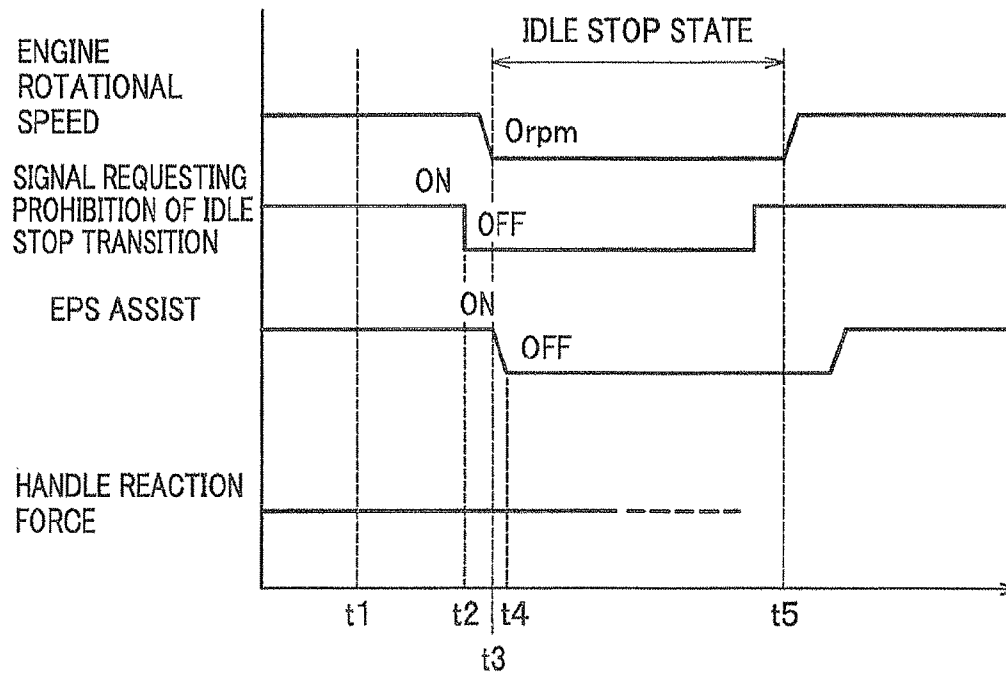 IDLE STOP STATE
ENGINE
ROTATIONAL
SPEED
0rpm
SIGNAL REQUESTING
PROHIBITION OF IDLE
STOP TRANSITION
ON
OFF
EPS ASSIST
ON
OFF
HANDLE REACTION
FORCE
t1 t2 t4 t5
t3